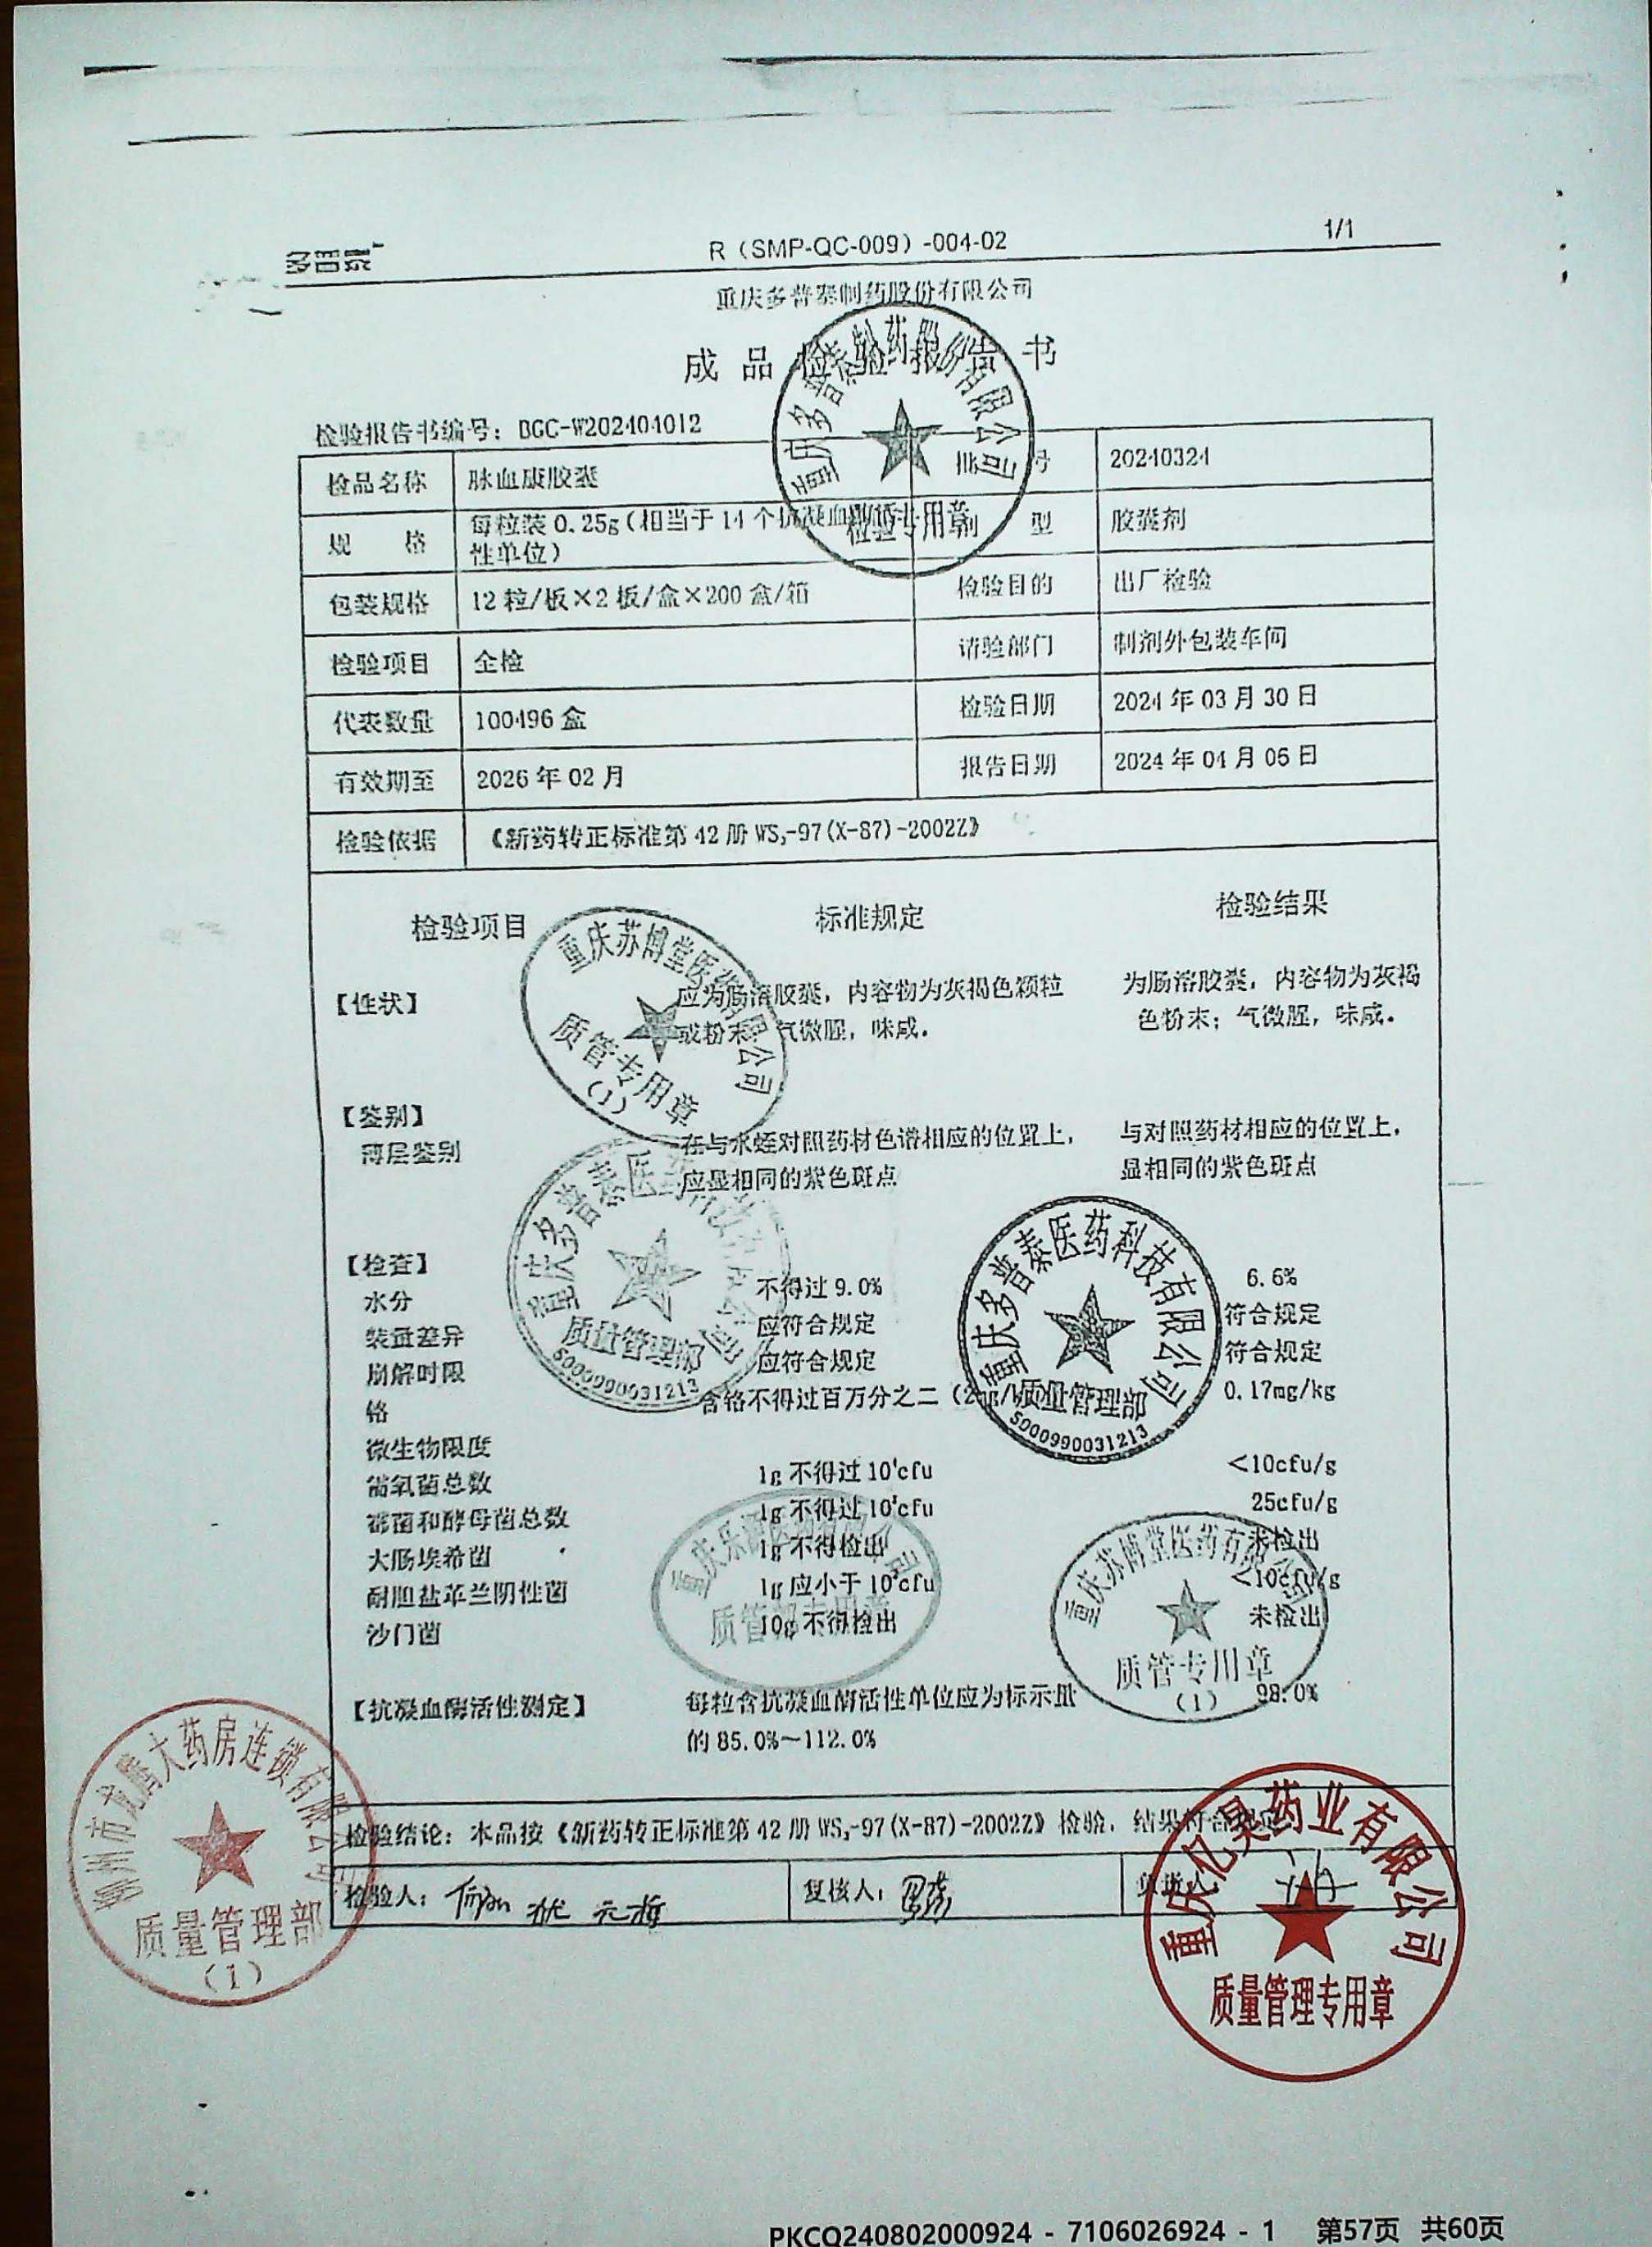 多普泰
R（SMP-QC-009）-004-02
1/1
重庆多普泰制药股份有限公司
成品检验报告书
检验报告书编号：BGC-W202404012
检品名称 脉血康胶囊 号 20240324
规 格 每粒装0.25g(相当于14个抗凝血酶活性单位) 剂 型 胶囊剂
包装规格 12粒/板×2板/盒×200盒/箱 检验目的 出厂检验
检验项目 全检 请验部门 制剂外包装车间
代表数量 100496盒 检验日期 2024年03月30日
有效期至 2026年02月 报告日期 2024年04月05日
检验依据 《新药转正标准第42册WS₃-97(X-87)-2002Z》
检验项目 标准规定 检验结果
【性状】 应为肠溶胶囊，内容物为灰褐色颗粒 为肠溶胶囊，内容物为灰褐
或粉末；气微腥，味咸。 色粉末；气微腥，味咸。
【鉴别】
薄层鉴别 在与水蛭对照药材色谱相应的位置上， 与对照药材相应的位置上，
应显相同的紫色斑点 显相同的紫色斑点
【检查】
水分 不得过9.0% 6.6%
装量差异 应符合规定 符合规定
崩解时限 应符合规定 符合规定
铬 含铬不得过百万分之二 0.17mg/kg
微生物限度
需氧菌总数 1g不得过 cfu <10cfu/g
霉菌和酵母菌总数 1g不得过 cfu 25cfu/g
大肠埃希菌 1g不得检出 未检出
耐胆盐革兰阴性菌 1g应小于 cfu <10cfu/g
沙门菌 10g不得检出 未检出
【抗凝血酶活性测定】 每粒含抗凝血酶活性单位应为标示量 98.0%
的85.0%～112.0%
检验结论：本品按《新药转正标准第42册WS₃-97(X-87)-2002Z》检验，结果符合规定
检验人： 复核人： 负责人
重庆多普泰制药股份有限公司
检验专用章
重庆苏博堂医药有限公司
质管专用章
(1)
重庆多普泰医药科技有限公司
质量管理部
5000990031213
重庆多普泰医药科技有限公司
质量管理部
5000990031213
重庆苏博堂医药有限公司
质管专用章
(1)
柳州市龙腾大药房连锁有限公司
质量管理部
(1)
重庆亿昊药业有限公司
质量管理专用章
PKCQ240802000924 - 7106026924 - 1 第57页 共60页